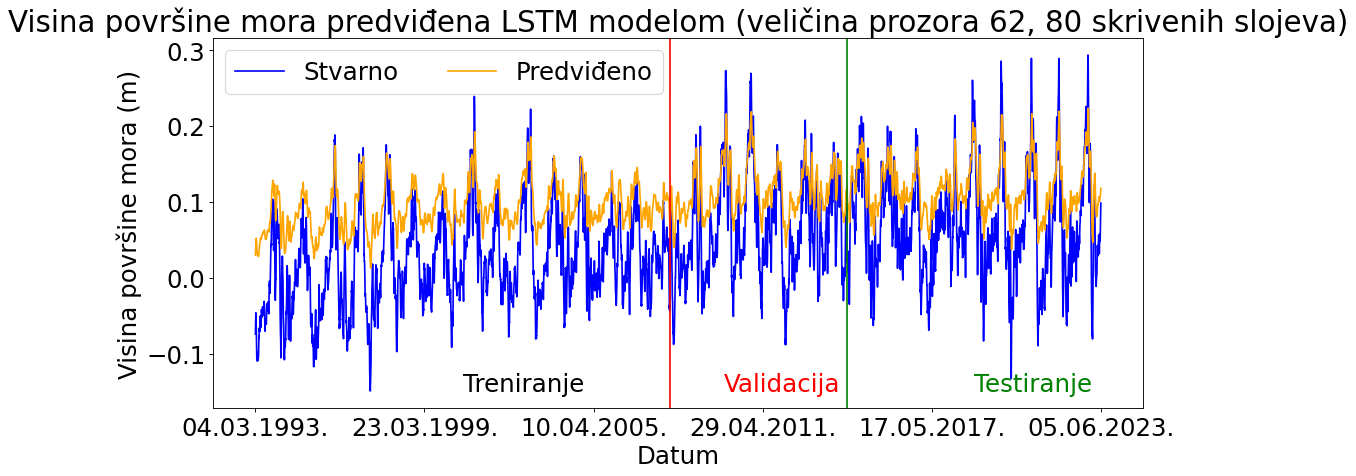 Visina površine mora predviđena LSTM modelom (veličina prozora 62, 80 skrivenih slojeva)
Stvarno
Predviđeno
Visina površine mora (m)
0.3
0.2
0.1
0.0
−0.1
Treniranje
Validacija
Testiranje
04.03.1993.
23.03.1999.
10.04.2005.
29.04.2011.
17.05.2017.
05.06.2023.
Datum